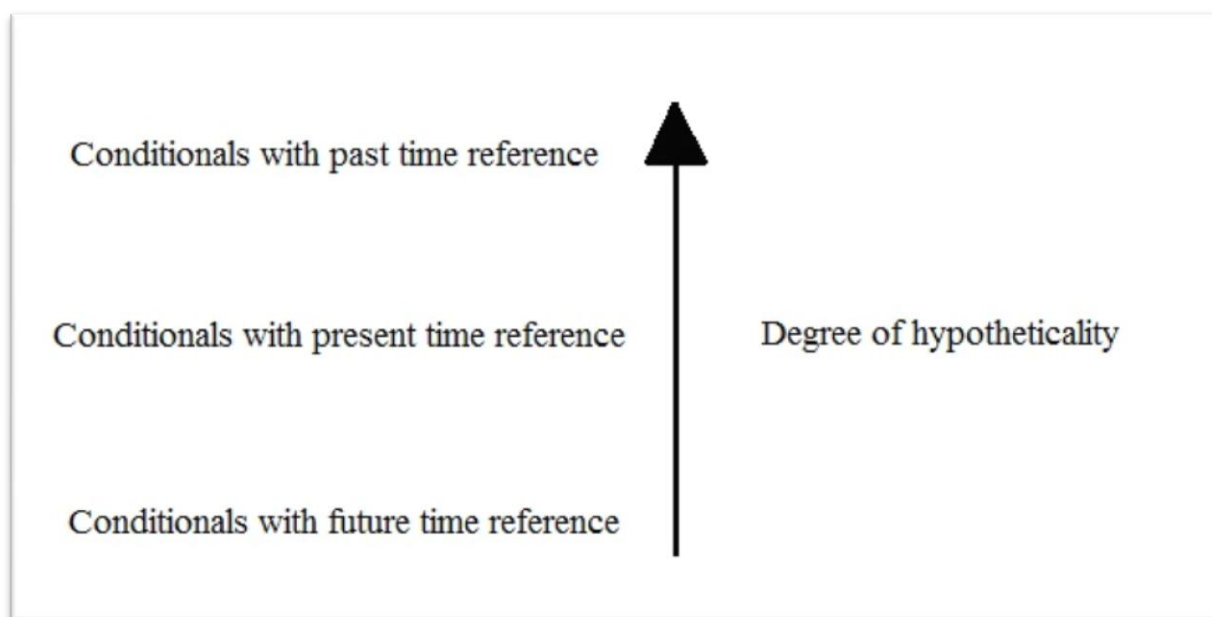 Conditionals with past time reference
Conditionals with present time reference
Degree of hypotheticality
Conditionals with future time reference